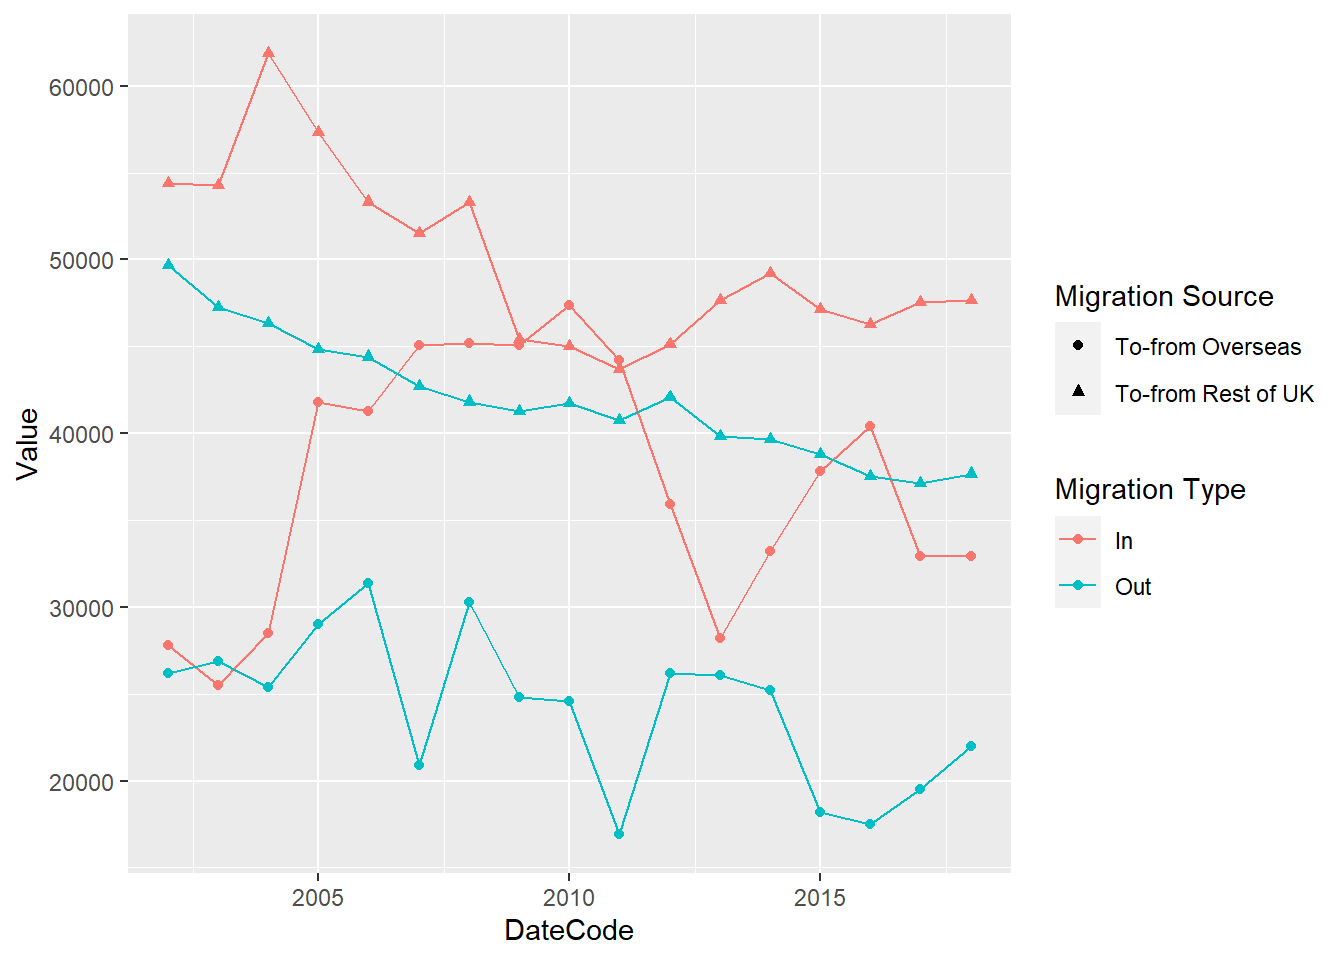 60000
50000
40000
30000
20000
Value
2005
2010
2015
DateCode
Migration Source
To-from Overseas
To-from Rest of UK
Migration Type
In
Out